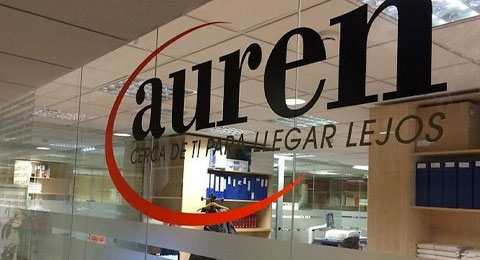 auren
CERCA DE TI PARA LLEGAR LEJOS